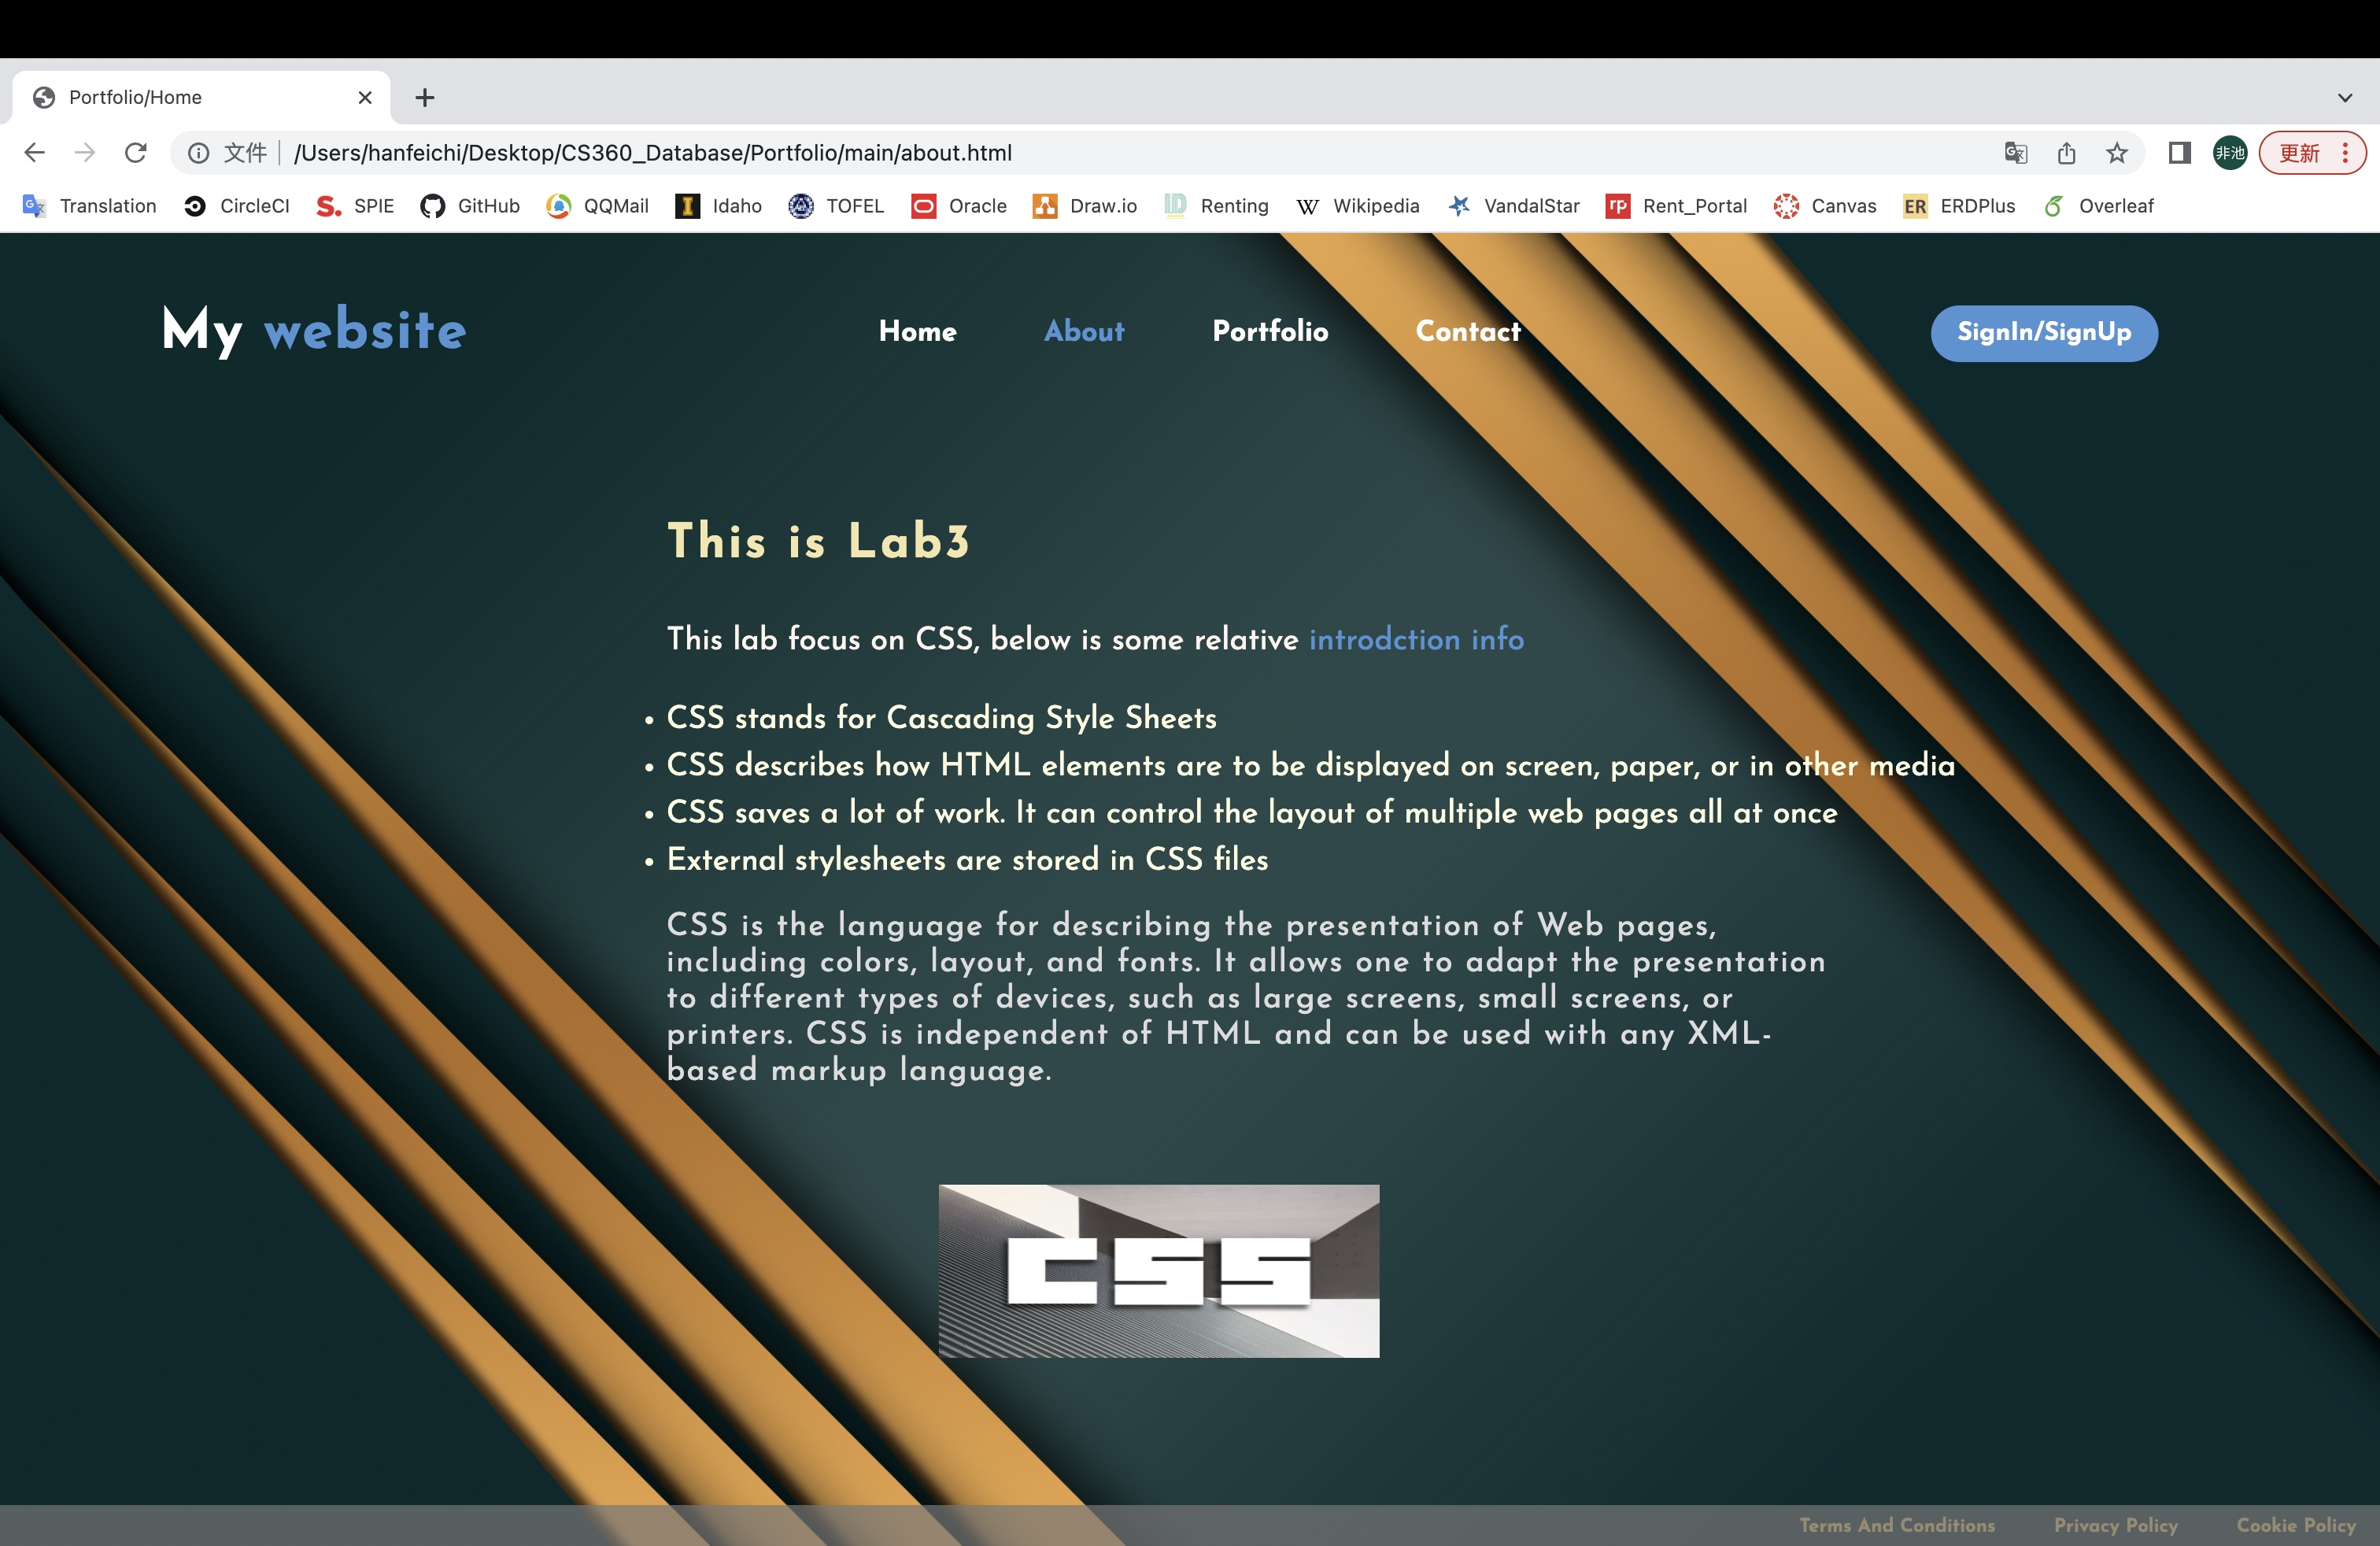 Portfolio/Home
文件 /Users/hanfeichi/Desktop/CS360_Database/Portfolio/main/about.html 非池 更新
Translation CircleCI SPIE GitHub QQMail Idaho TOFEL Oracle Draw.io Renting Wikipedia VandalStar Rent_Portal Canvas ERDPlus Overleaf
My website Home About Portfolio Contact SignIn/SignUp
This is Lab3
This lab focus on CSS, below is some relative introdction info
• CSS stands for Cascading Style Sheets
• CSS describes how HTML elements are to be displayed on screen, paper, or in other media
• CSS saves a lot of work. It can control the layout of multiple web pages all at once
• External stylesheets are stored in CSS files
CSS is the language for describing the presentation of Web pages,
including colors, layout, and fonts. It allows one to adapt the presentation
to different types of devices, such as large screens, small screens, or
printers. CSS is independent of HTML and can be used with any XML-
based markup language.
CSS
Terms And Conditions Privacy Policy Cookie Policy